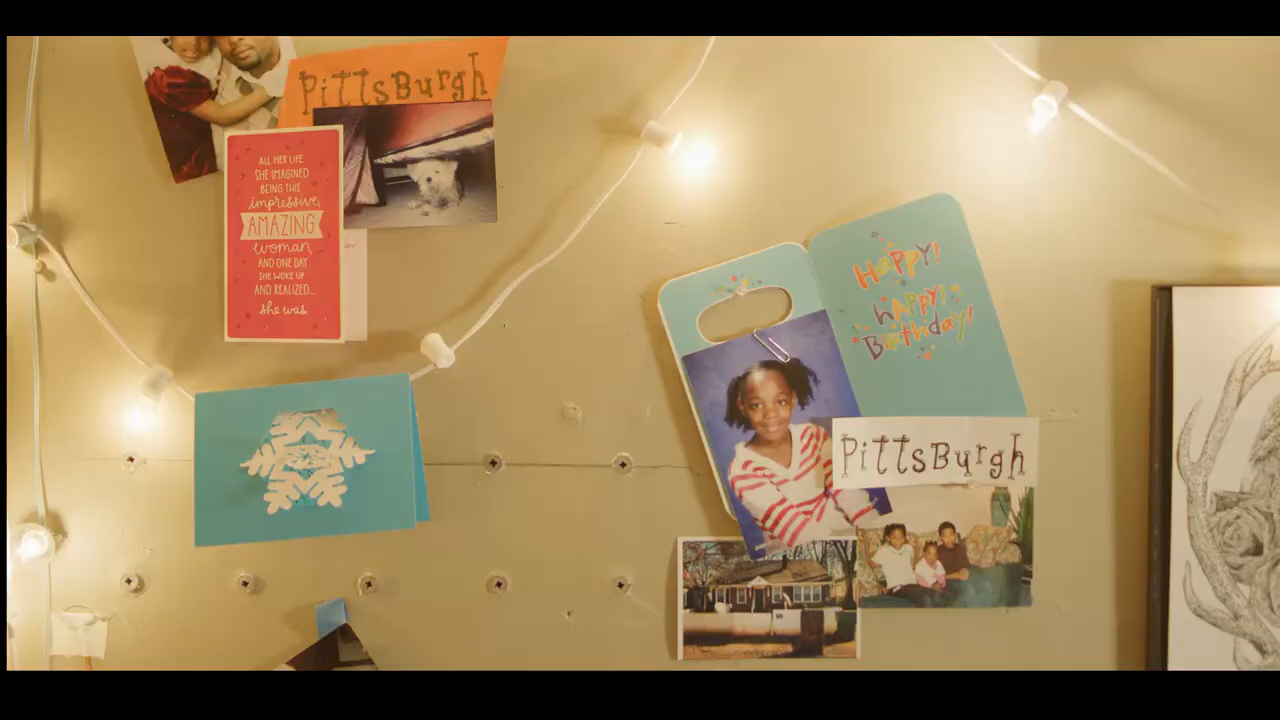 PittsBurgh
ALL HER LIFE
SHE IMAGINED
BEING THIS
impressive,
AMAZING
woman,
AND ONE DAY
SHE WOKE UP
AND REALIZED...
she was.
HAPPY!
hAPPY!
Birthday!
PittsBurgh